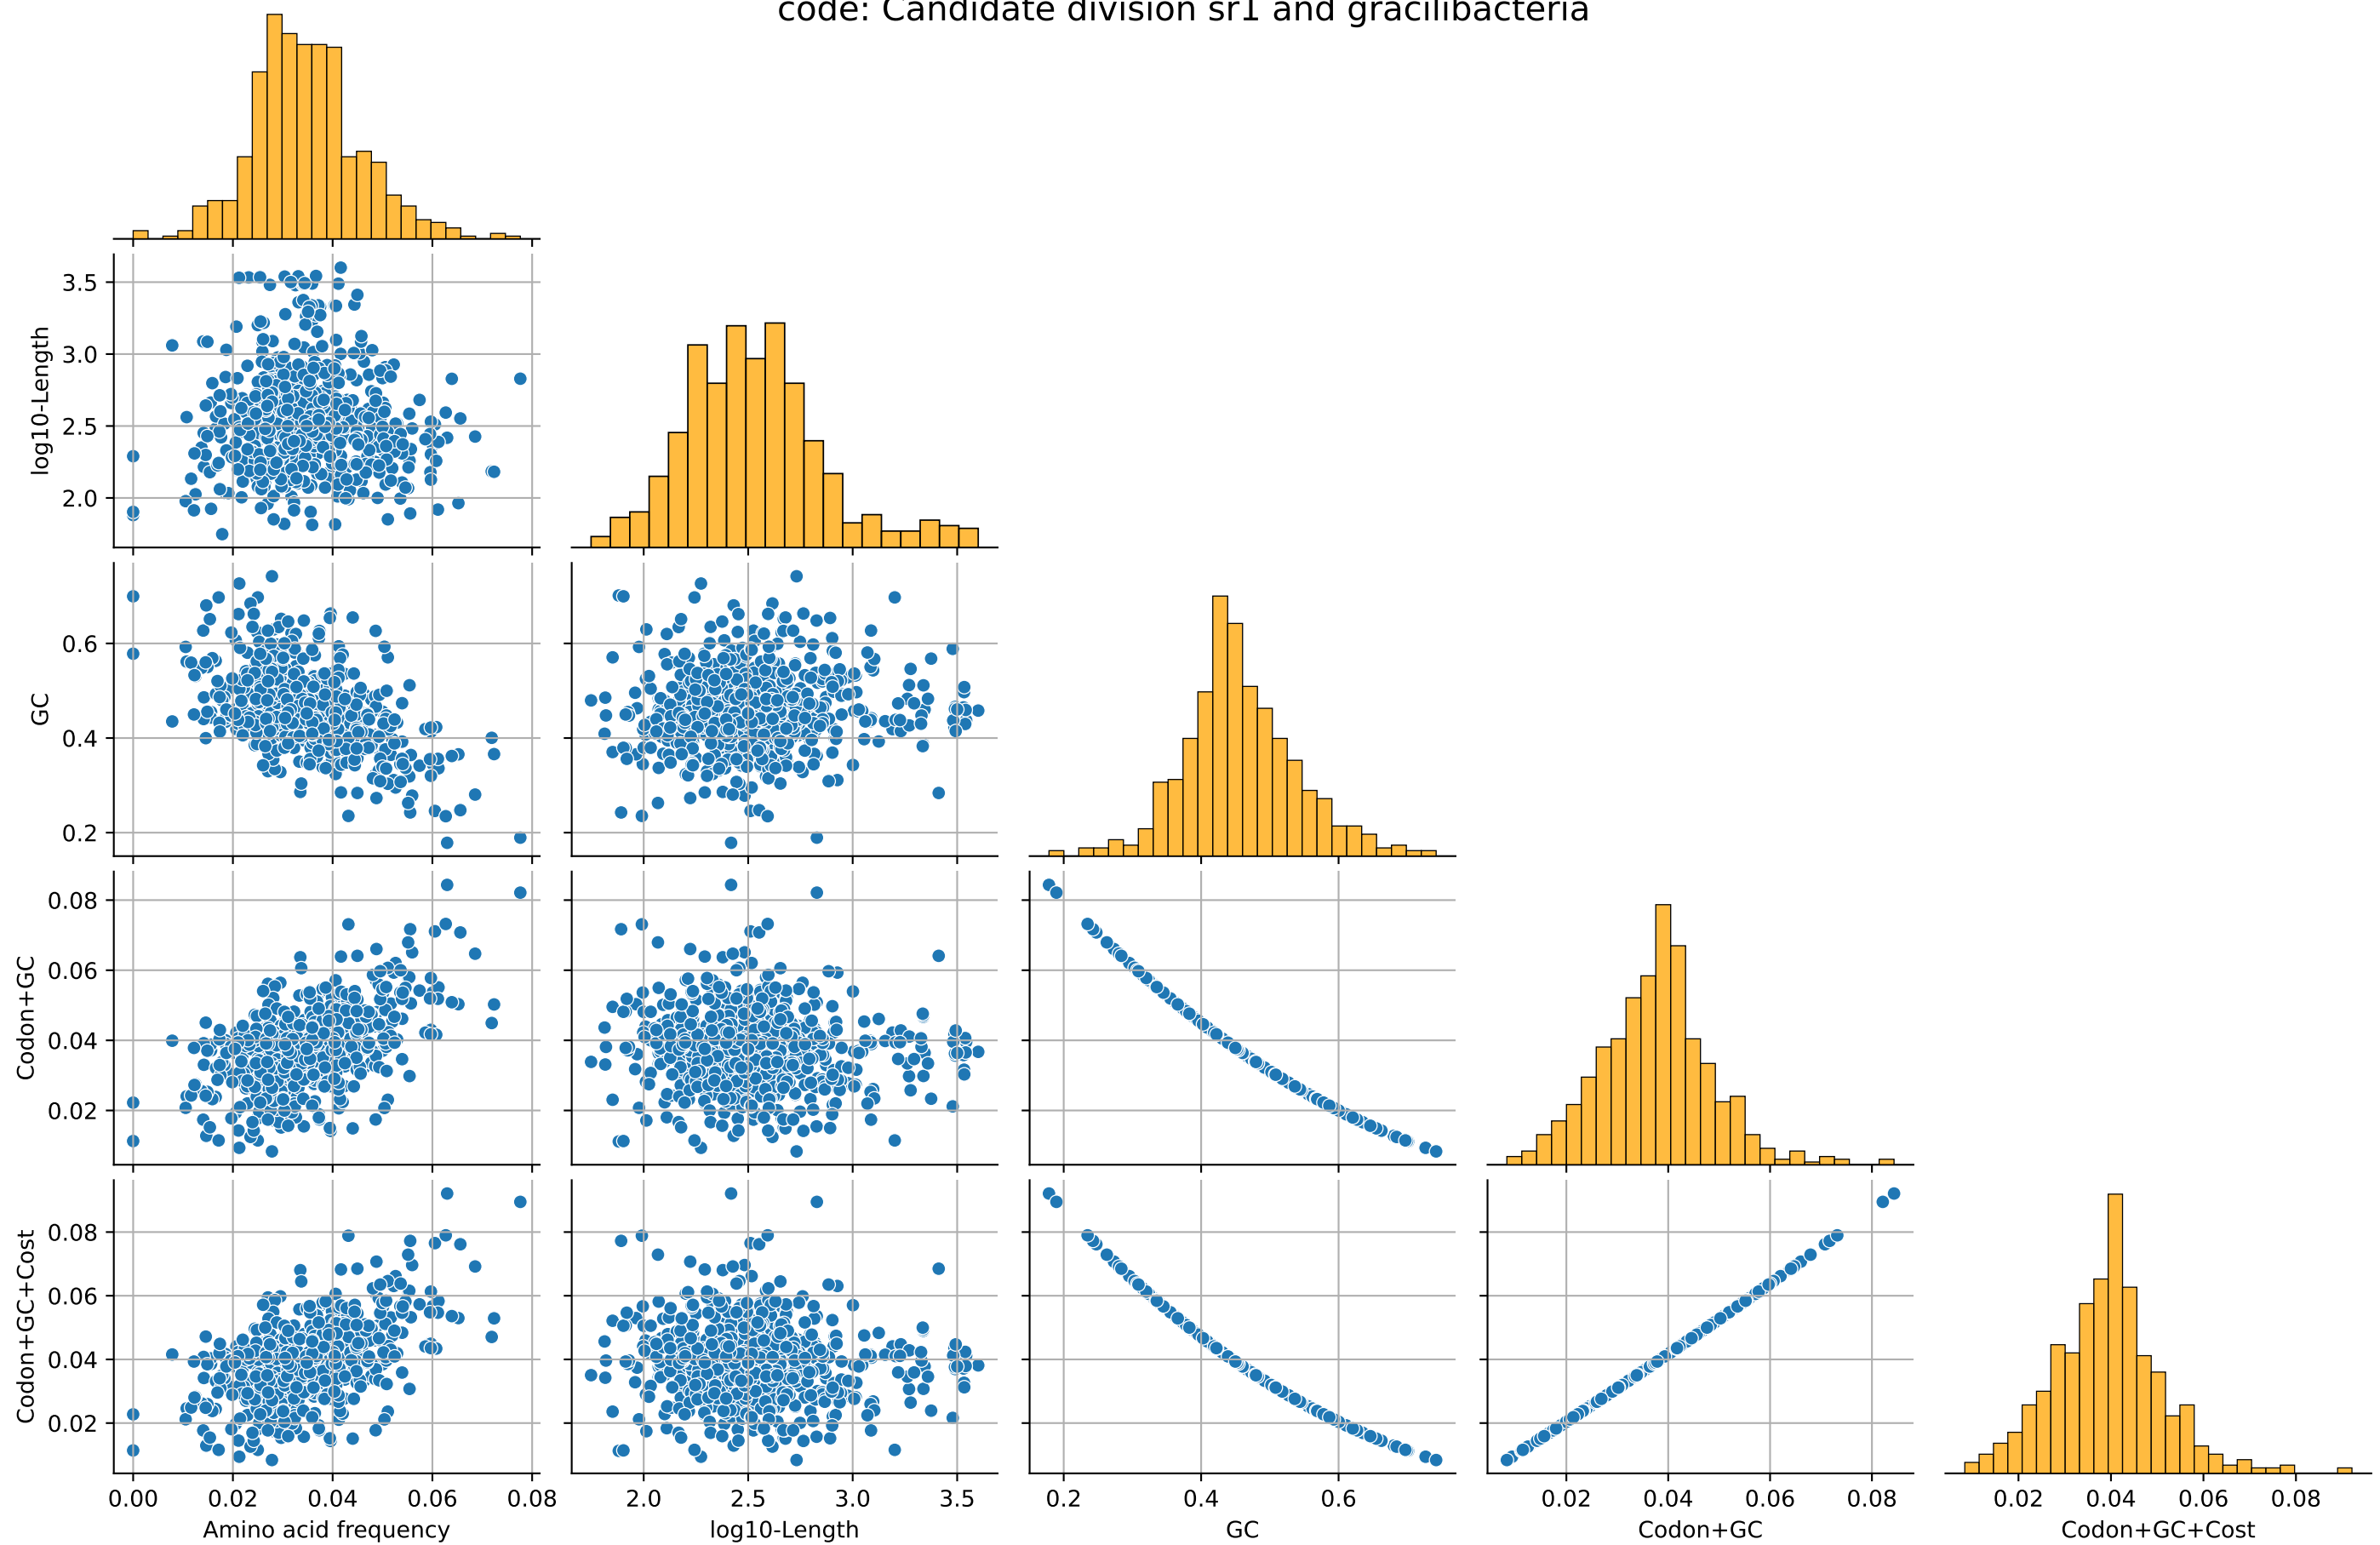 code: Candidate division sr1 and gracilibacteria
3.5
3.0
2.5
2.0
log10-Length
0.6
0.4
0.2
GC
0.08
0.06
0.04
0.02
Codon+GC
0.08
0.06
0.04
0.02
Codon+GC+Cost
0.00 0.02 0.04 0.06 0.08 2.0 2.5 3.0 3.5 0.2 0.4 0.6 0.02 0.04 0.06 0.08 0.02 0.04 0.06 0.08
Amino acid frequency log10-Length GC Codon+GC Codon+GC+Cost